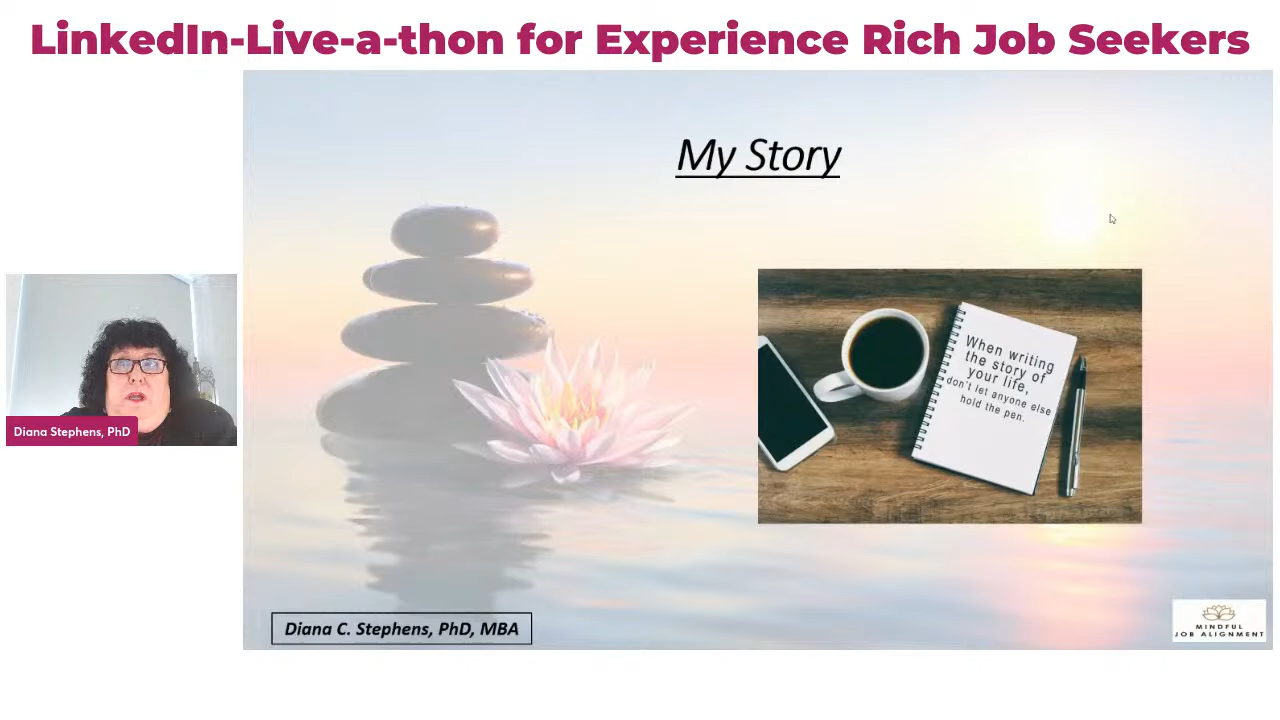 LinkedIn-Live-a-thon for Experience Rich Job Seekers
My Story
When writing
the story of
your life,
don't let anyone else
hold the pen.
Diana Stephens, PhD
Diana C. Stephens, PhD, MBA
MINDFUL
JOB ALIGNMENT